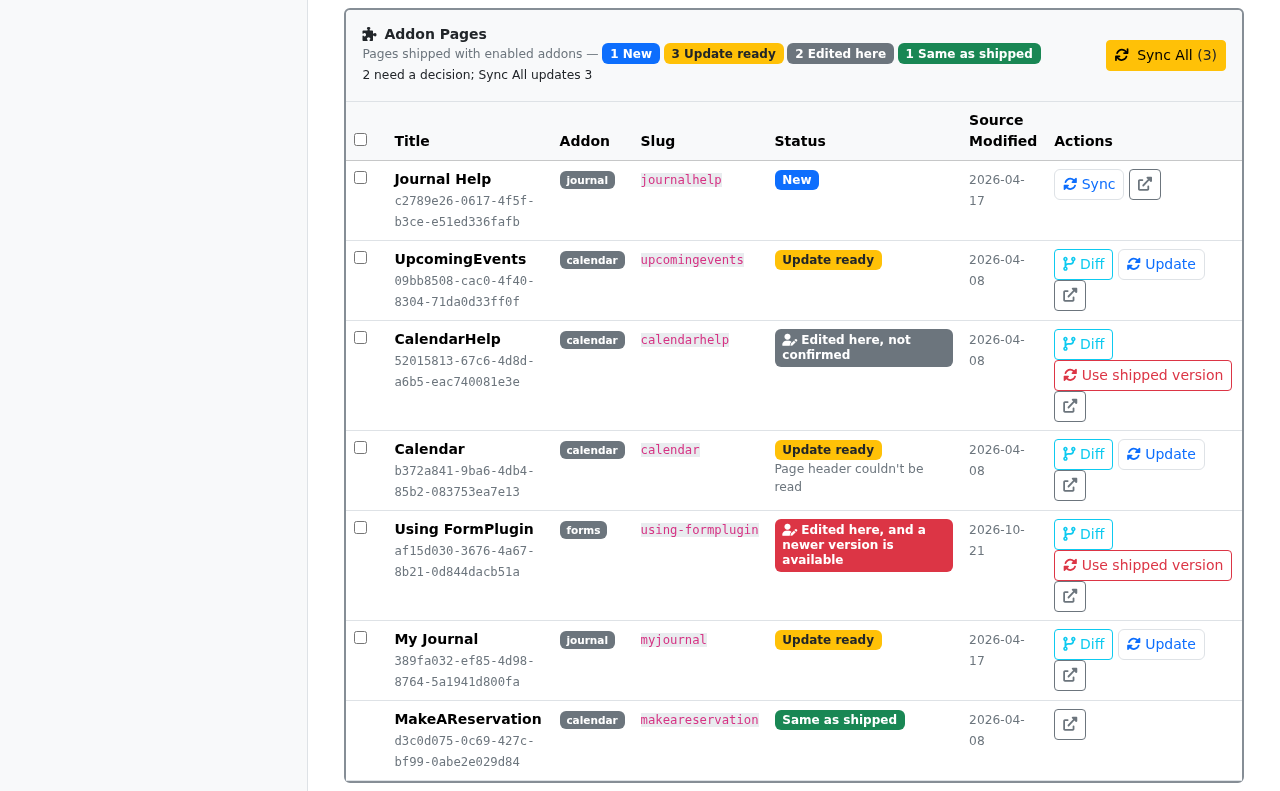 Addon Pages
Pages shipped with enabled addons — 1 New 3 Update ready 2 Edited here 1 Same as shipped
2 need a decision; Sync All updates 3
Sync All (3)
Title Addon Slug Status Source Modified Actions
Journal Help journal journalhelp New 2026-04-17 Sync
c2789e26-0617-4f5f-
b3ce-e51ed336fafb
UpcomingEvents calendar upcomingevents Update ready 2026-04-08 Diff Update
09bb8508-cac0-4f40-
8304-71da0d33ff0f
CalendarHelp calendar calendarhelp Edited here, not confirmed 2026-04-08 Diff Use shipped version
52015813-67c6-4d8d-
a6b5-eac740081e3e
Calendar calendar calendar Update ready 2026-04-08 Diff Update
Page header couldn't be read
b372a841-9ba6-4db4-
85b2-083753ea7e13
Using FormPlugin forms using-formplugin Edited here, and a newer version is available 2026-10-21 Diff Use shipped version
af15d030-3676-4a67-
8b21-0d844dacb51a
My Journal journal myjournal Update ready 2026-04-17 Diff Update
389fa032-ef85-4d98-
8764-5a1941d800fa
MakeAReservation calendar makeareservation Same as shipped 2026-04-08
d3c0d075-0c69-427c-
bf99-0abe2e029d84